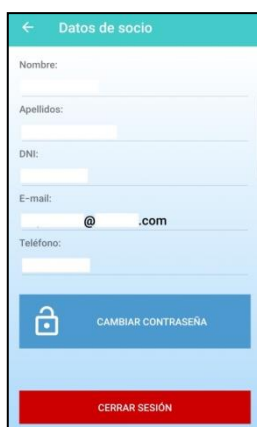 Datos de socio
Nombre:
Apellidos:
DNI:
E-mail:
@ .com
Teléfono:
CAMBIAR CONTRASEÑA
CERRAR SESIÓN